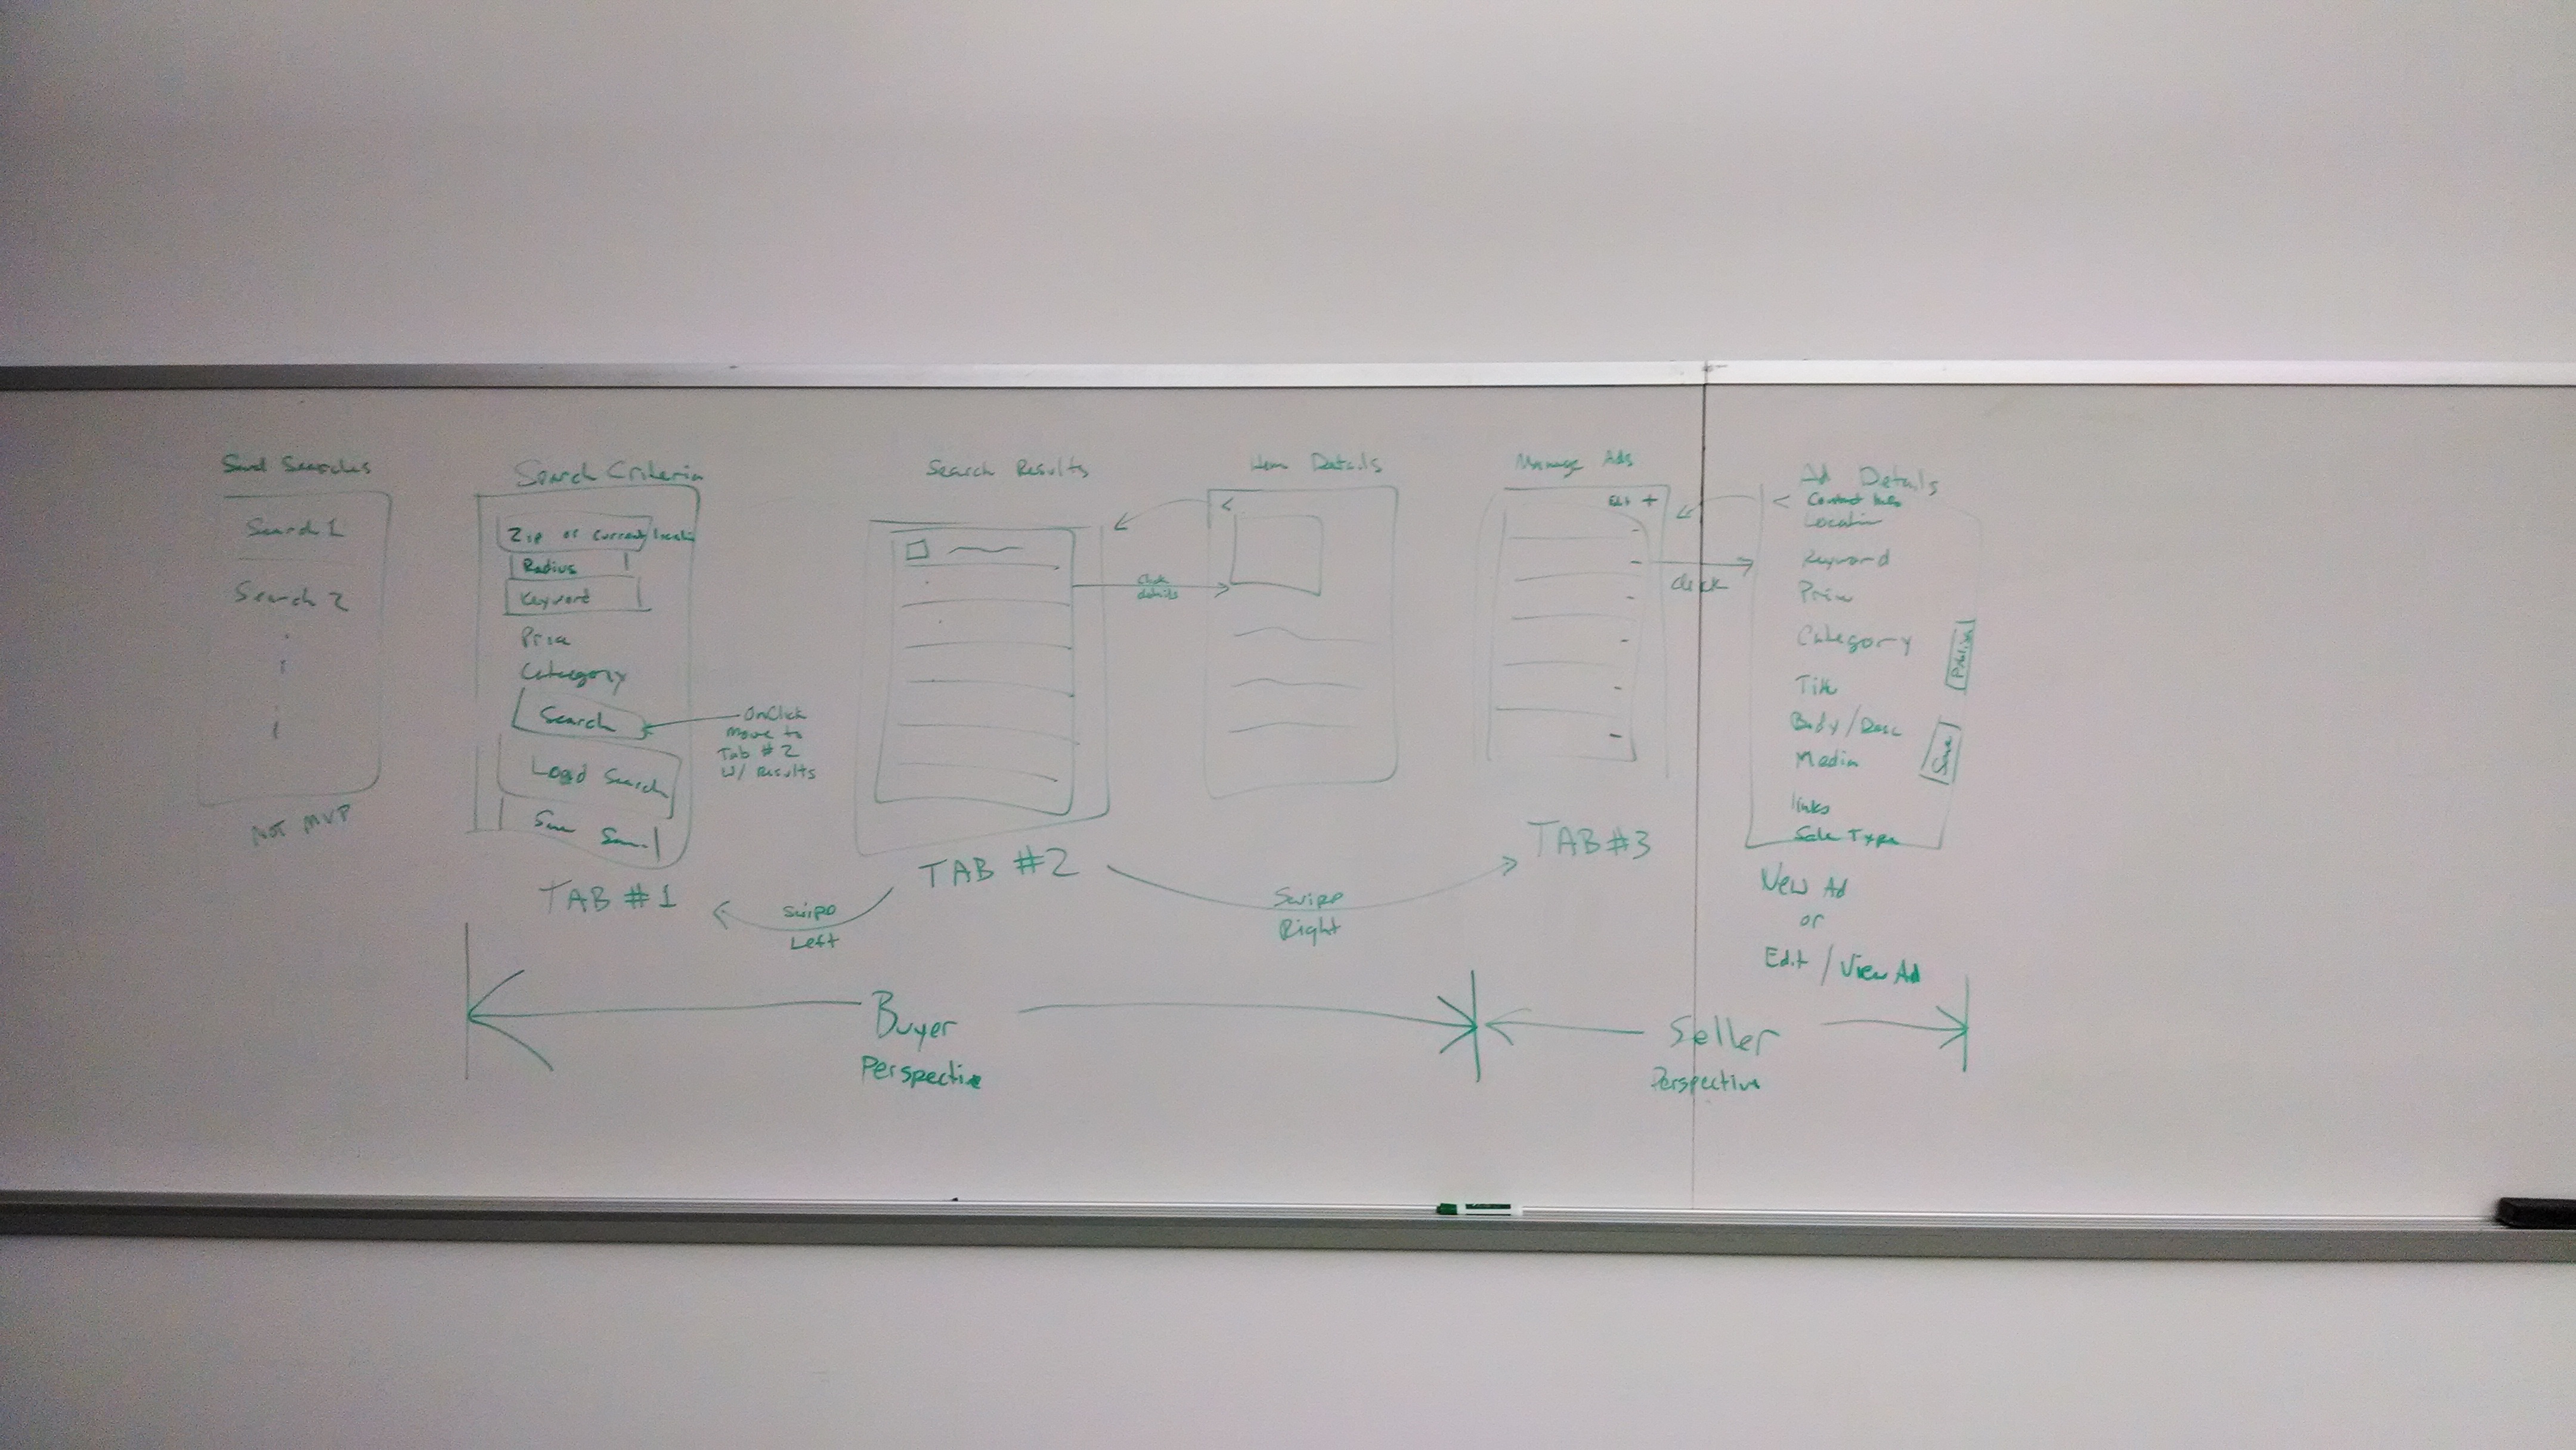 Saved Searches
Search 1
Search 2
NOT MVP
Search Criteria
Zip or current location
Radius
Keyword
Price
Category
Search
Load Search
Save
OnClick
move to
Tab #2
w/ results
TAB #1
Search Results
TAB #2
Click
details
Item Details
<
Swipe
Left
Swipe
Right
Manage Ads
Edit +
TAB #3
Click
Ad Details
< Contact Info
Location
Keyword
Price
Category
Title
Body/Desc
Media
links
Sale Type
Publish
Save
New Ad
or
Edit / View Ad
Buyer
Perspective
Seller
Perspective